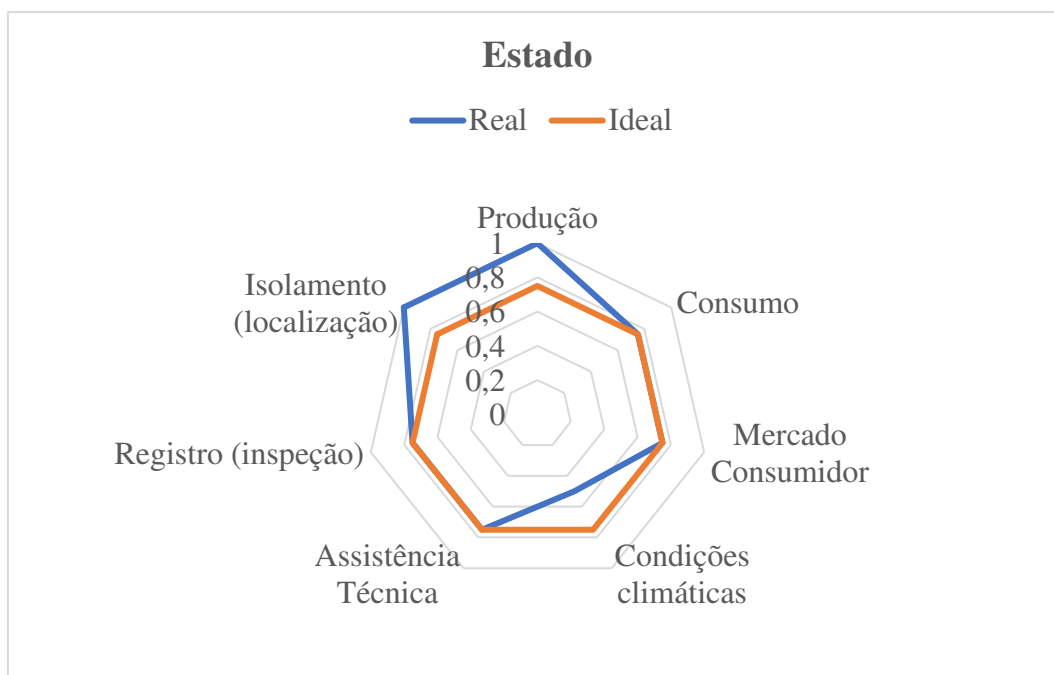 Estado
Real
Ideal
Produção
1
0,8
0,6
0,4
0,2
0
Consumo
Mercado
Consumidor
Condições
climáticas
Assistência
Técnica
Registro (inspeção)
Isolamento
(localização)